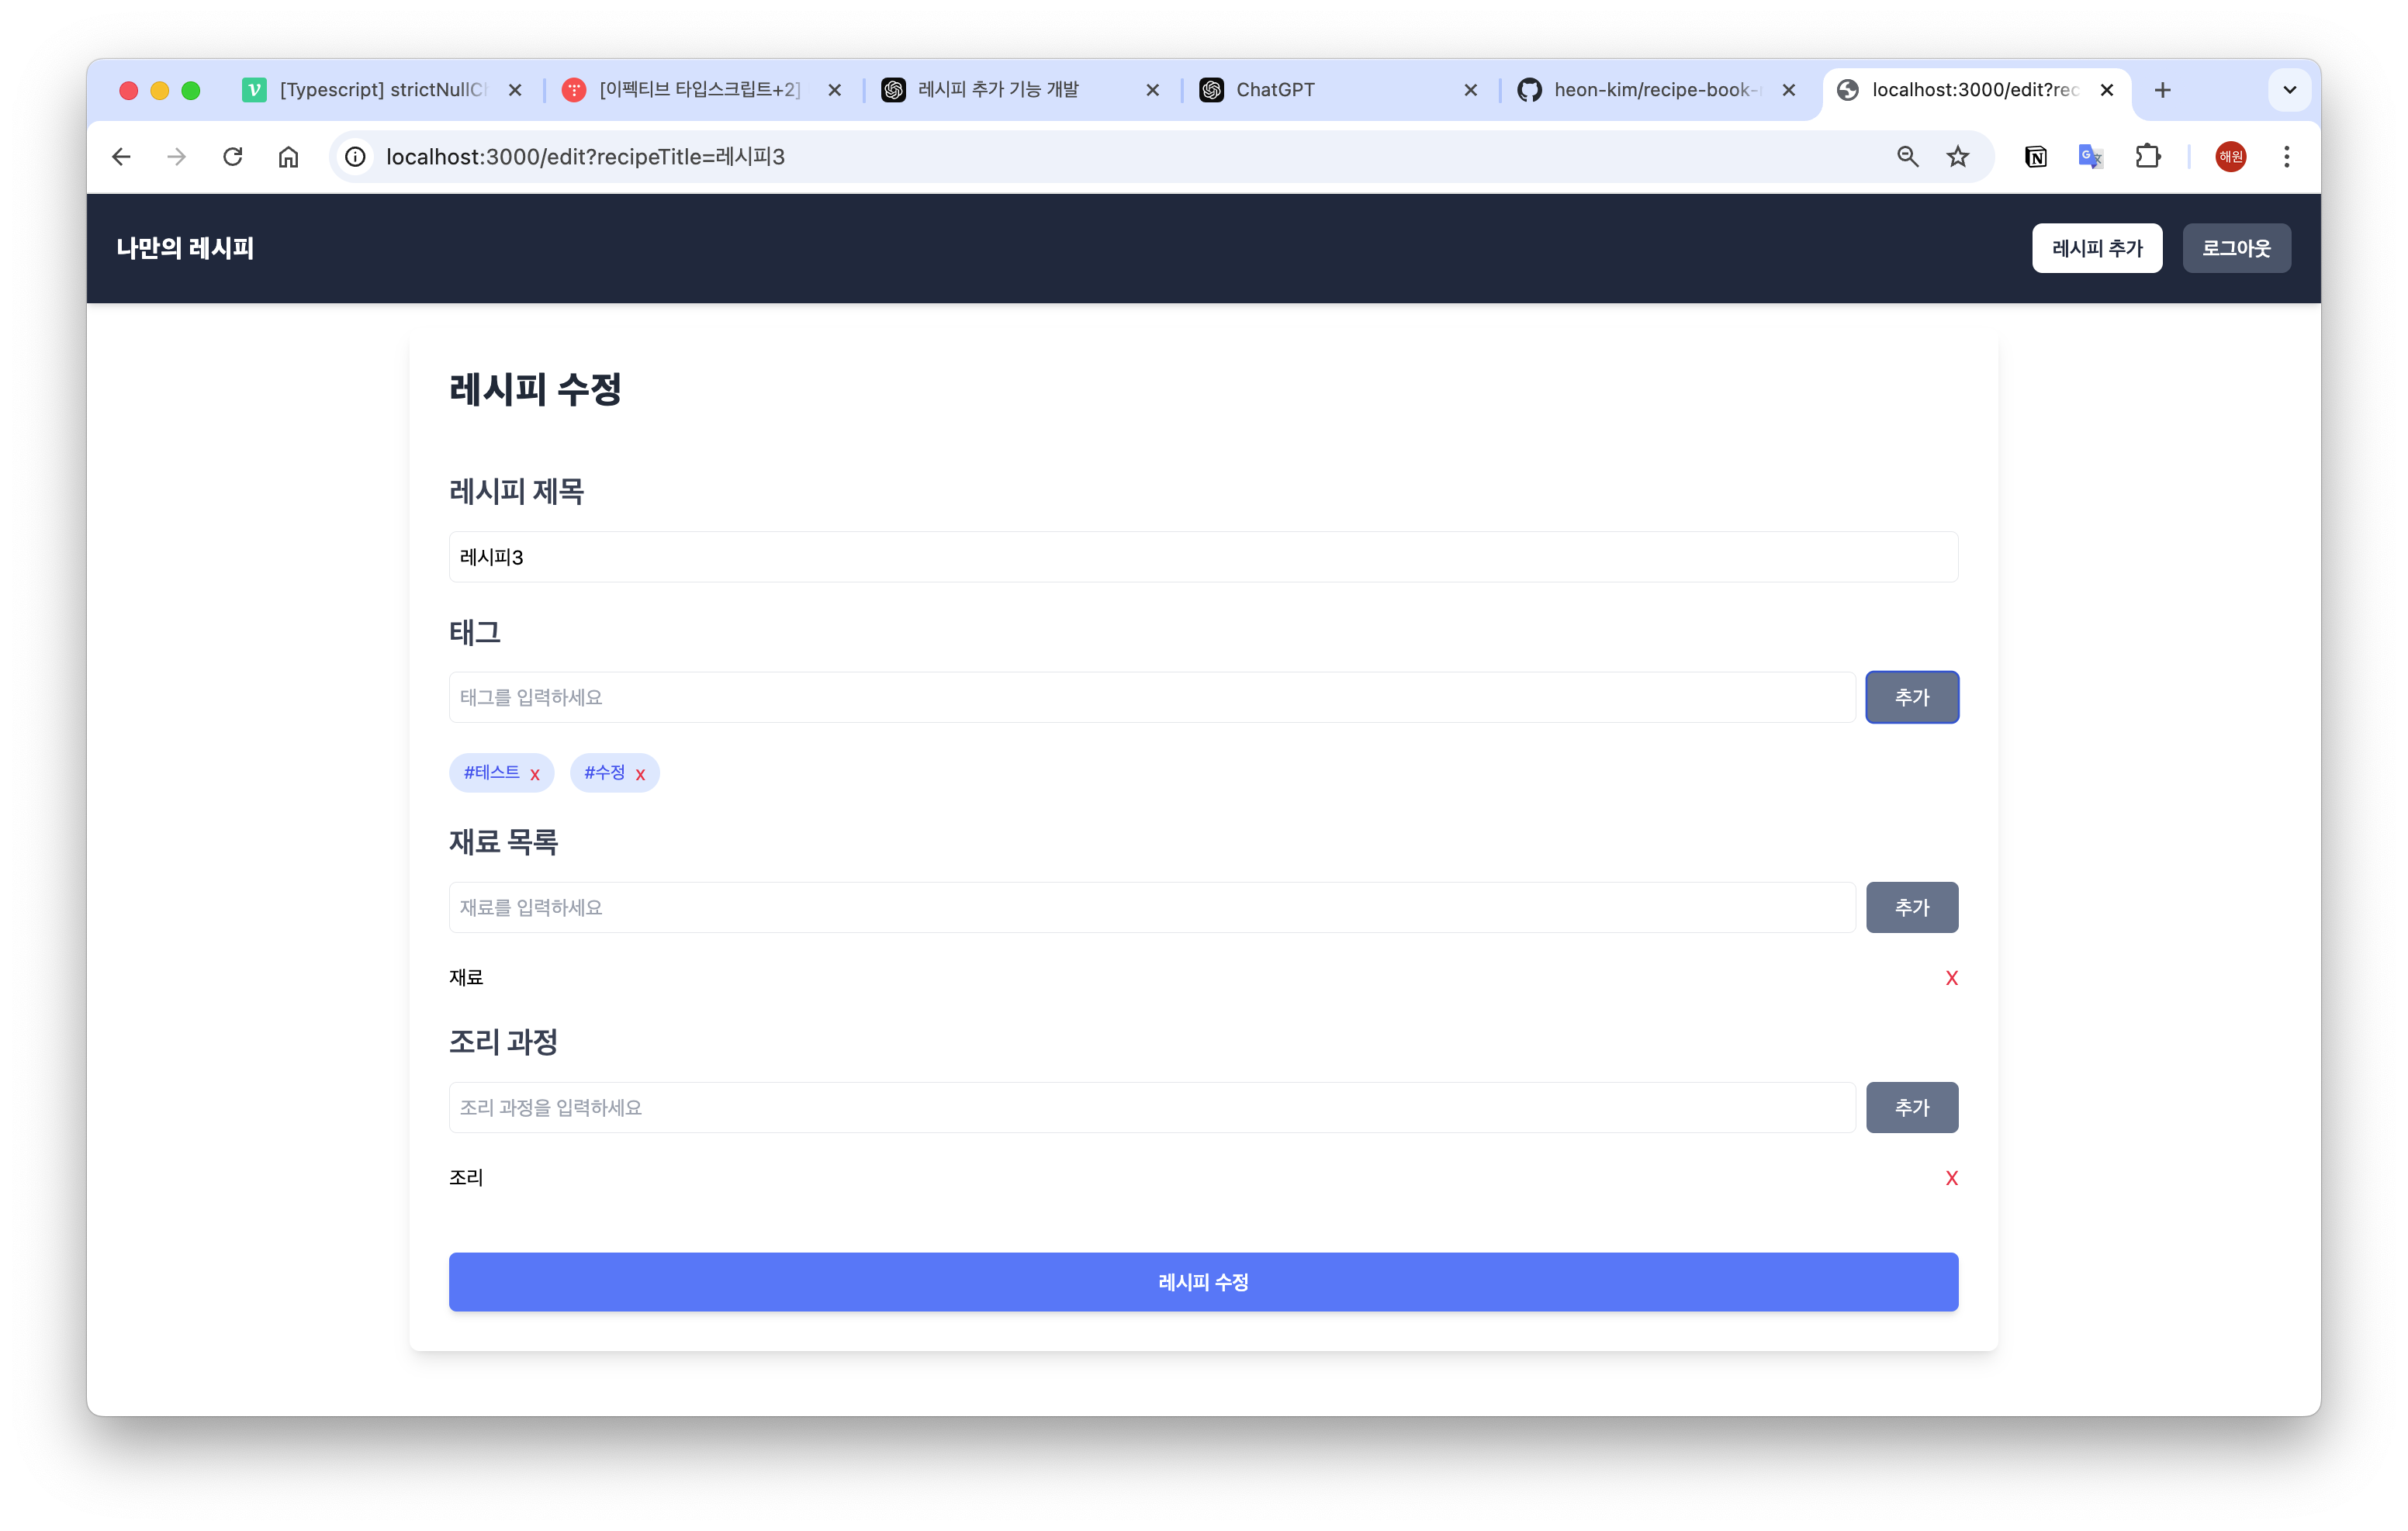 [Typescript] strictNullCh
[이펙티브 타입스크립트+2]
레시피 추가 기능 개발
ChatGPT
heon-kim/recipe-book-
localhost:3000/edit?rec
localhost:3000/edit?recipeTitle=레시피3
해원
나만의 레시피
레시피 추가
로그아웃
레시피 수정
레시피 제목
레시피3
태그
태그를 입력하세요
추가
#테스트 x
#수정 x
재료 목록
재료를 입력하세요
추가
재료
X
조리 과정
조리 과정을 입력하세요
추가
조리
X
레시피 수정